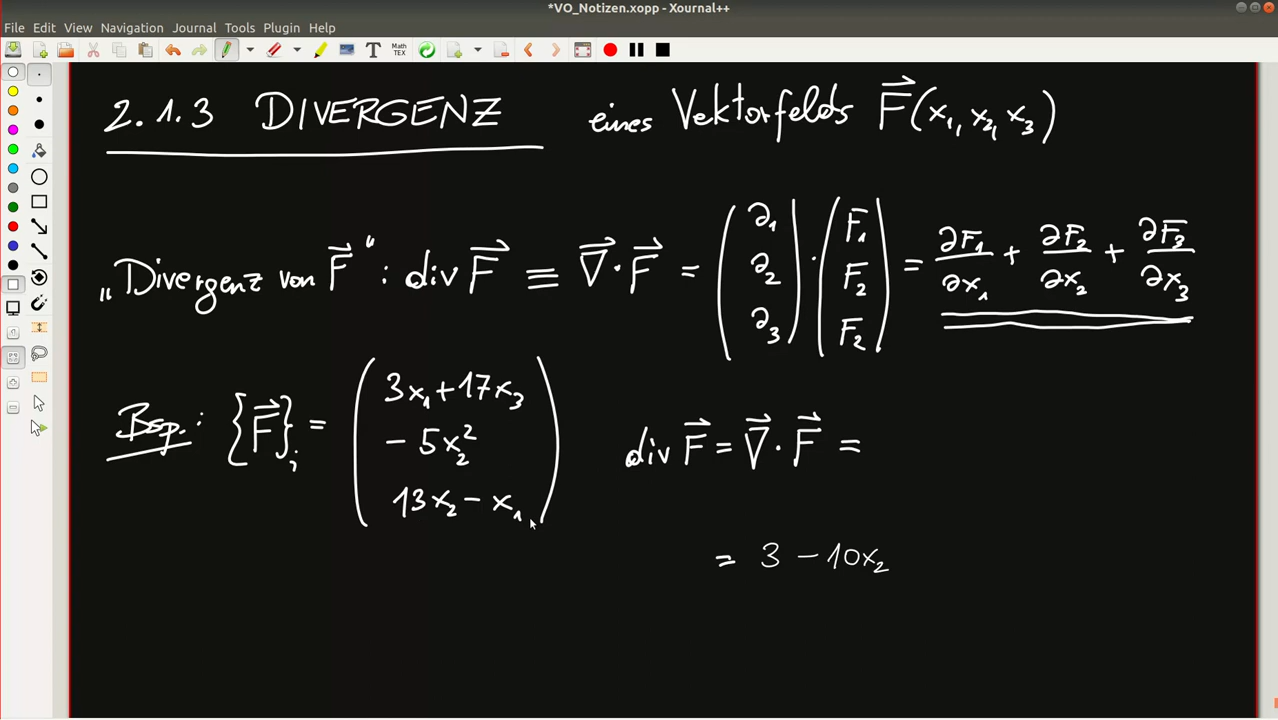 *VO_Notizen.xopp - Xournal++
File Edit View Navigation Journal Tools Plugin Help
2.1.3 DIVERGENZ eines Vektorfelds F⃗(x₁, x₂, x₃)
„Divergenz von F⃗“ : div F⃗ ≡ ∇⃗ · F⃗ = (∂₁ ∂₂ ∂₃) · (F₁ F₂ F₂) = ∂F₁/∂x₁ + ∂F₂/∂x₂ + ∂F₃/∂x₃
Bsp.: {F⃗}ᵢ = (3x₁+17x₃ − 5x₂² 13x₂ − x₁) div F⃗ = ∇⃗ · F⃗ =
= 3 − 10x₂